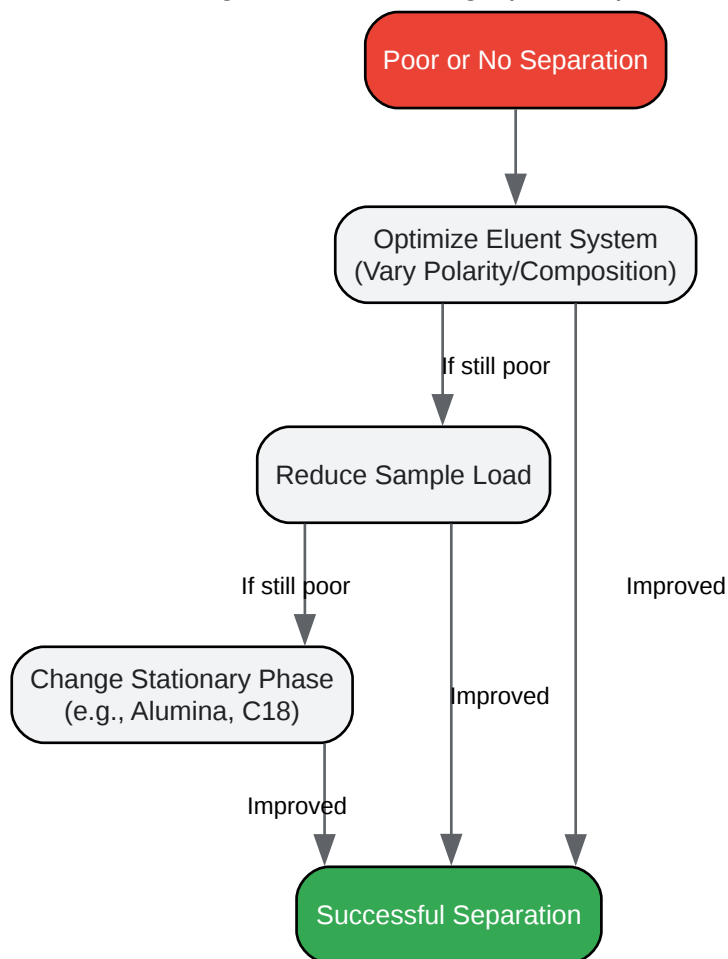 Poor or No Separation
Optimize Eluent System
(Vary Polarity/Composition)
If still poor
Reduce Sample Load
If still poor
Improved
Change Stationary Phase
(e.g., Alumina, C18)
Improved
Improved
Successful Separation